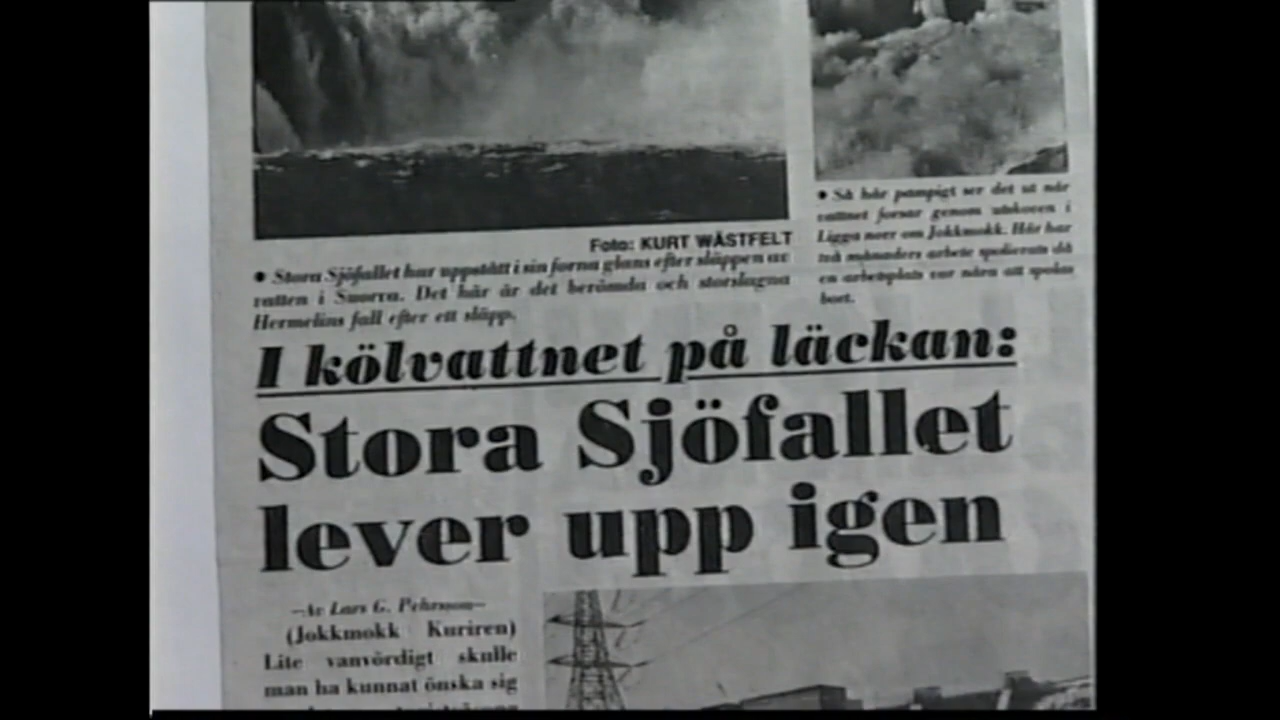 Foto: KURT WÄSTFELT
• Stora Sjöfallet har uppstått i sin forna glans efter släppen av
vatten i Suorva. Det här är det berömda och storslagna
Hermelins fall efter ett släpp.
• Så här pampigt ser det ut när
vattnet forsar genom utskoven i
Ligga norr om Jokkmokk. Här har
två månaders arbete spolierats då
en arbetsplats var nära att spolas
bort.
I kölvattnet på läckan:
Stora Sjöfallet
lever upp igen
–Av Lars G. Pehrsson–
(Jokkmokk Kuriren)
Lite vanvördigt skulle
man ha kunnat önska sig